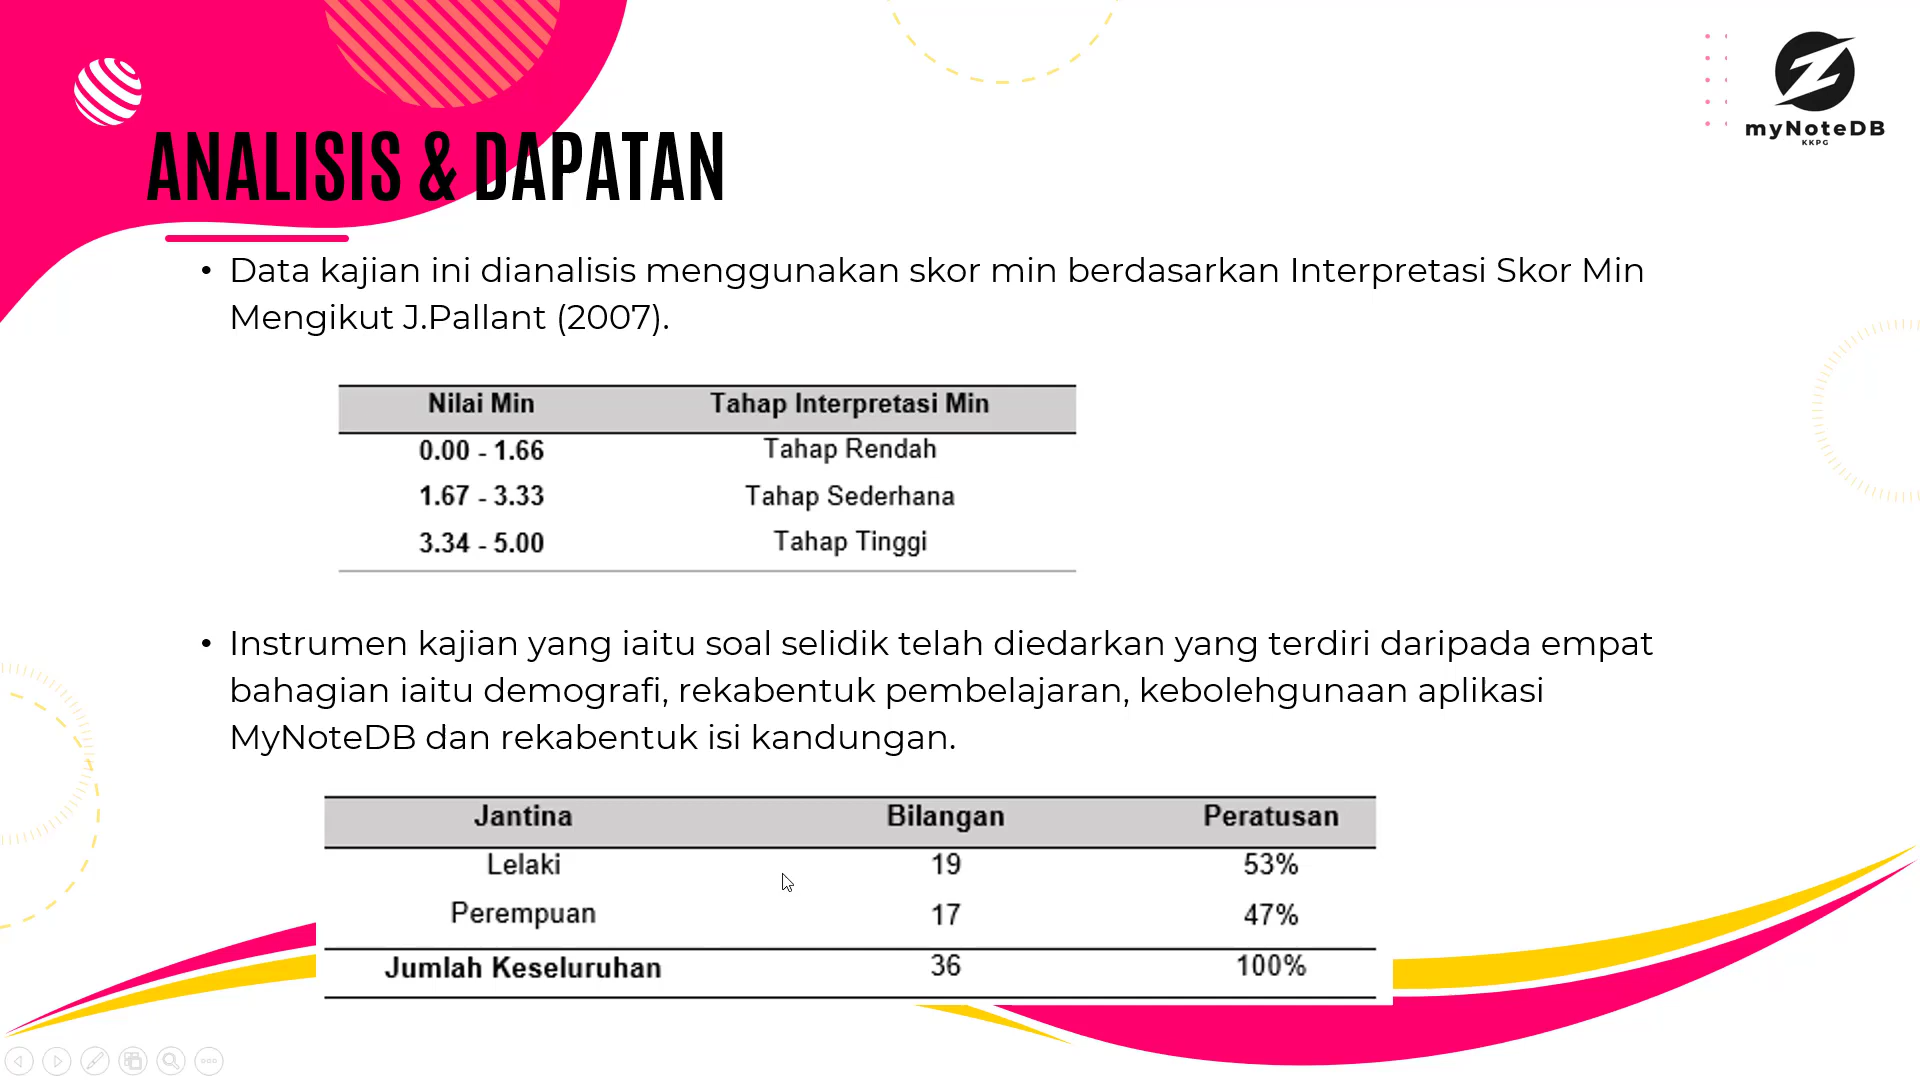 myNoteDB
KKPG
ANALISIS & DAPATAN
• Data kajian ini dianalisis menggunakan skor min berdasarkan Interpretasi Skor Min
Mengikut J.Pallant (2007).
Nilai Min Tahap Interpretasi Min
0.00 - 1.66 Tahap Rendah
1.67 - 3.33 Tahap Sederhana
3.34 - 5.00 Tahap Tinggi
• Instrumen kajian yang iaitu soal selidik telah diedarkan yang terdiri daripada empat
bahagian iaitu demografi, rekabentuk pembelajaran, kebolehgunaan aplikasi
MyNoteDB dan rekabentuk isi kandungan.
Jantina Bilangan Peratusan
Lelaki 19 53%
Perempuan 17 47%
Jumlah Keseluruhan 36 100%